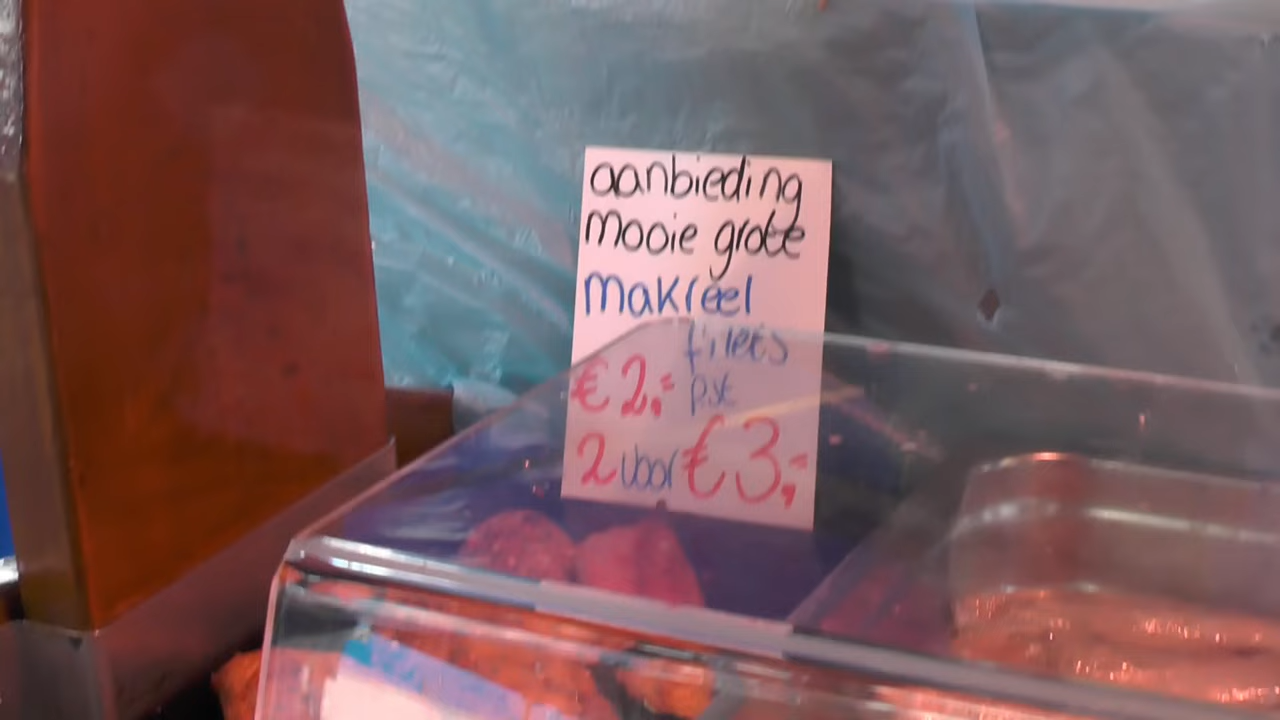 aanbieding
mooie grote
makreel
filets
€2,= p.st
2 voor €3,=